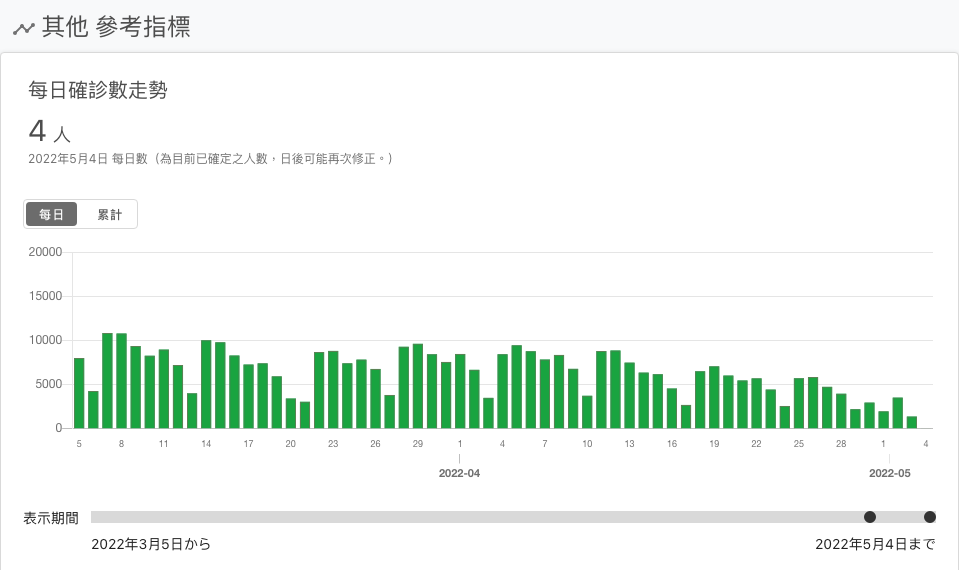 其他 參考指標
每日確診數走勢
4 人
2022年5月4日 每日數（為目前已確定之人數，日後可能再次修正。）
每日 累計
20000
15000
10000
5000
0
5 8 11 14 17 20 23 26 29 1 4 7 10 13 16 19 22 25 28 1 4
2022-04 2022-05
表示期間
2022年3月5日から 2022年5月4日まで